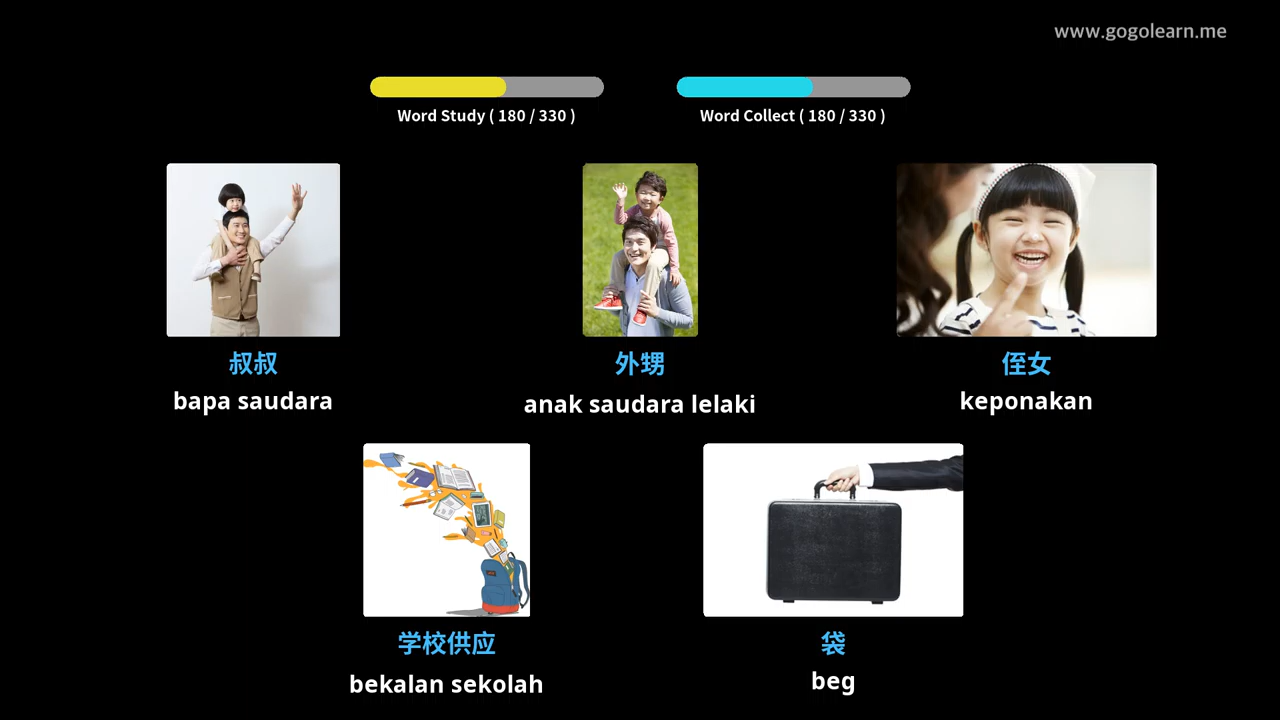 www.gogolearn.me
Word Study ( 180 / 330 )
Word Collect ( 180 / 330 )
叔叔
bapa saudara
外甥
anak saudara lelaki
侄女
keponakan
学校供应
bekalan sekolah
袋
beg